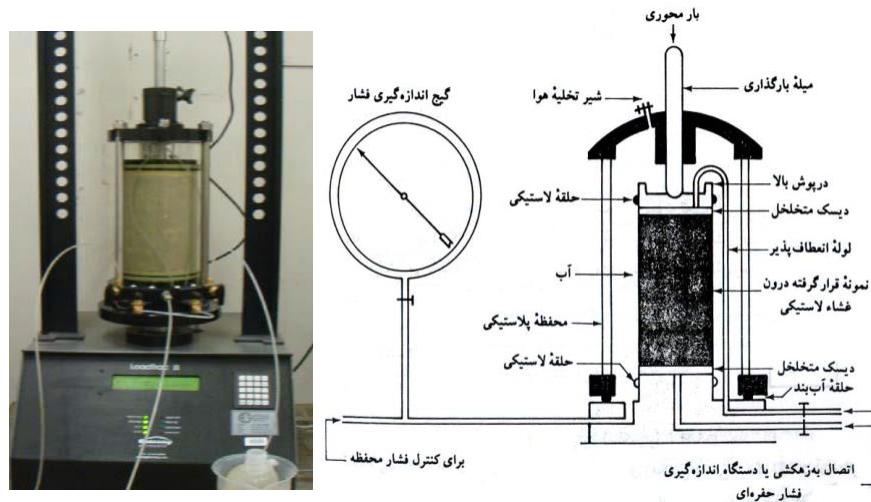 بار محوری
میلهٔ بارگذاری
شیر تخلیهٔ هوا
گیج اندازه‌گیری فشار
درپوش بالا
حلقهٔ لاستیکی
دیسک متخلخل
لولهٔ انعطاف پذیر
آب
نمونهٔ قرار گرفته درون
غشاء لاستیکی
محفظهٔ پلاستیکی
حلقهٔ لاستیکی
دیسک متخلخل
حلقهٔ آب‌بند
برای کنترل فشار محفظه
اتصال به‌زهکشی یا دستگاه اندازه‌گیری
فشار حفره‌ای
LoadTrac II